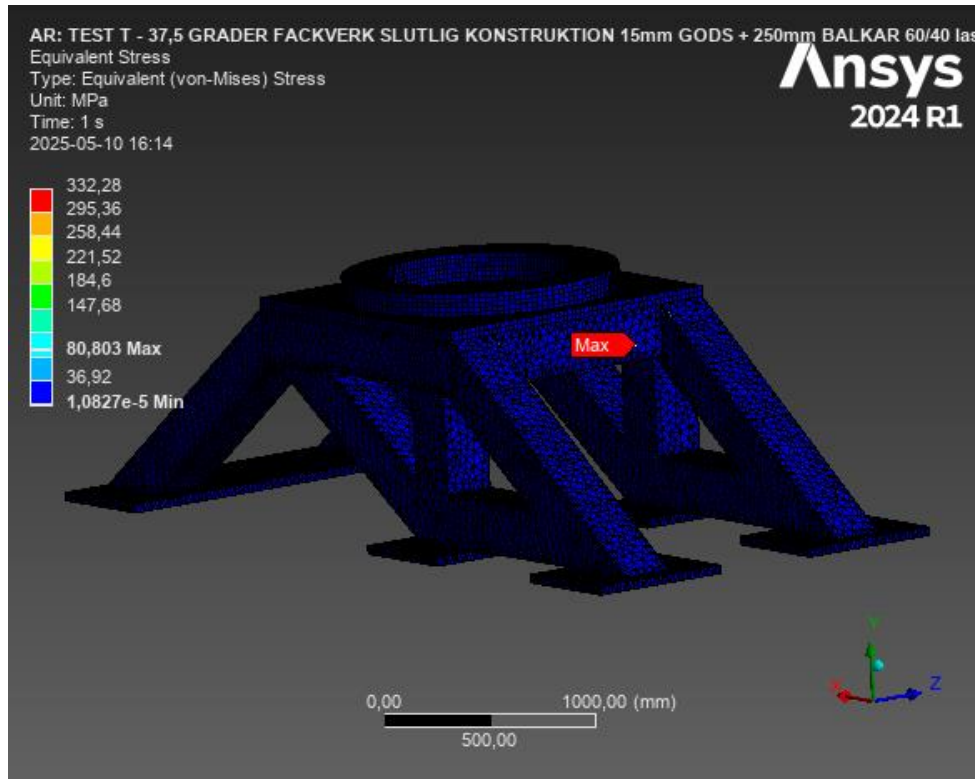 AR: TEST T - 37,5 GRADER FACKVERK SLUTLIG KONSTRUKTION 15mm GODS + 250mm BALKAR 60/40 las
Equivalent Stress
Type: Equivalent (von-Mises) Stress
Unit: MPa
Time: 1 s
2025-05-10 16:14
Ansys
2024 R1
332,28
295,36
258,44
221,52
184,6
147,68
80,803 Max
36,92
1,0827e-5 Min
Max
Y
X
Z
0,00
1000,00 (mm)
500,00